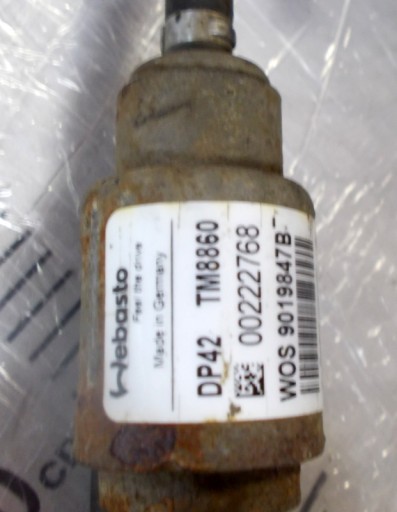 Webasto
Feel the drive
Made in Germany
DP42 TM8860
00222768
WOS 9019847B